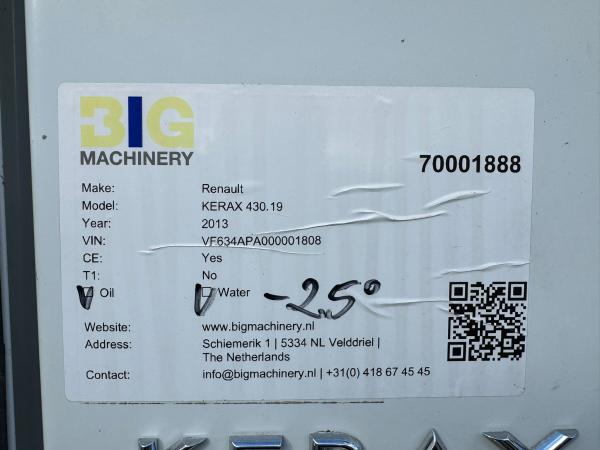 BIG
MACHINERY
70001888
Make: Renault
Model: KERAX 430.19
Year: 2013
VIN: VF634APA000001808
CE: Yes
T1: No
Oil Water -25°
Website: www.bigmachinery.nl
Address: Schiemerik 1 | 5334 NL Velddriel |
The Netherlands
Contact: info@bigmachinery.nl | +31(0) 418 67 45 45
KERAX